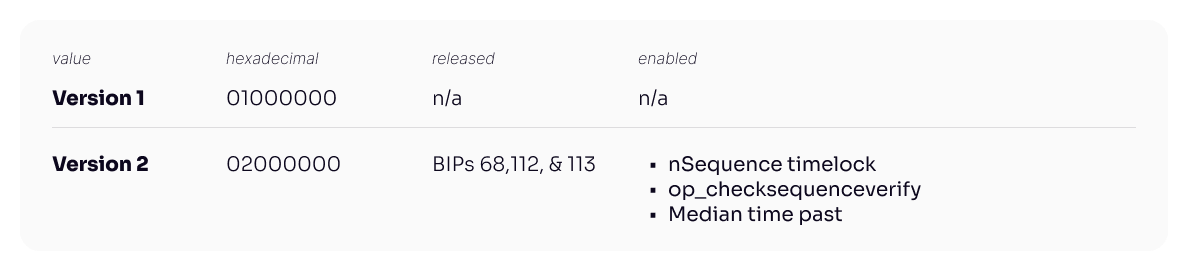 value hexadecimal released enabled
Version 1 01000000 n/a n/a
Version 2 02000000 BIPs 68,112, & 113 ▪ nSequence timelock
▪ op_checksequenceverify
▪ Median time past